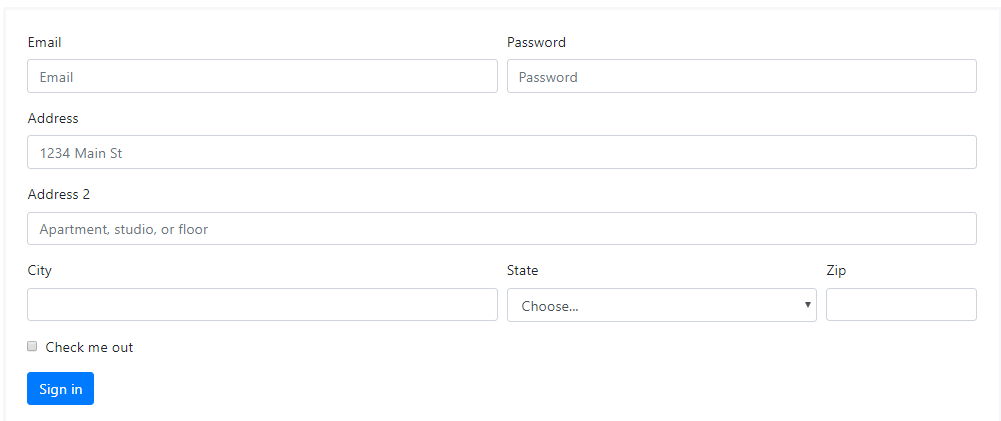 Email Password
Email Password
Address
1234 Main St
Address 2
Apartment, studio, or floor
City State Zip
Choose...
Check me out
Sign in